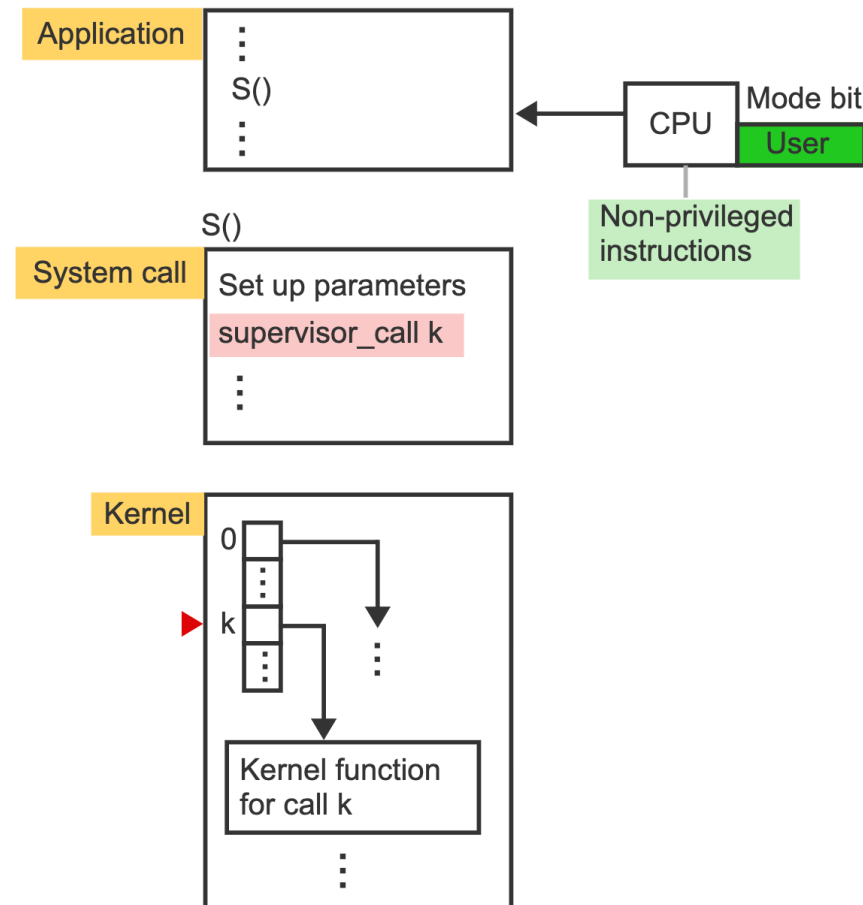 Application
S()
CPU
Mode bit
User
Non-privileged
instructions
S()
System call
Set up parameters
supervisor_call k
Kernel
0
k
Kernel function
for call k